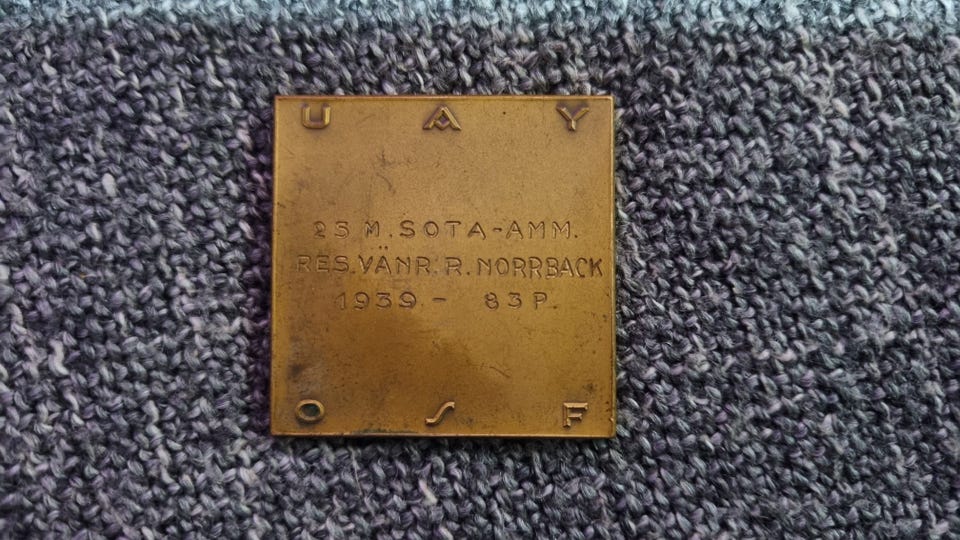 U A Y
25 M. SOTA-AMM.
RES. VÄNR. R. NORRBACK
1939 - 83 P.
O S F